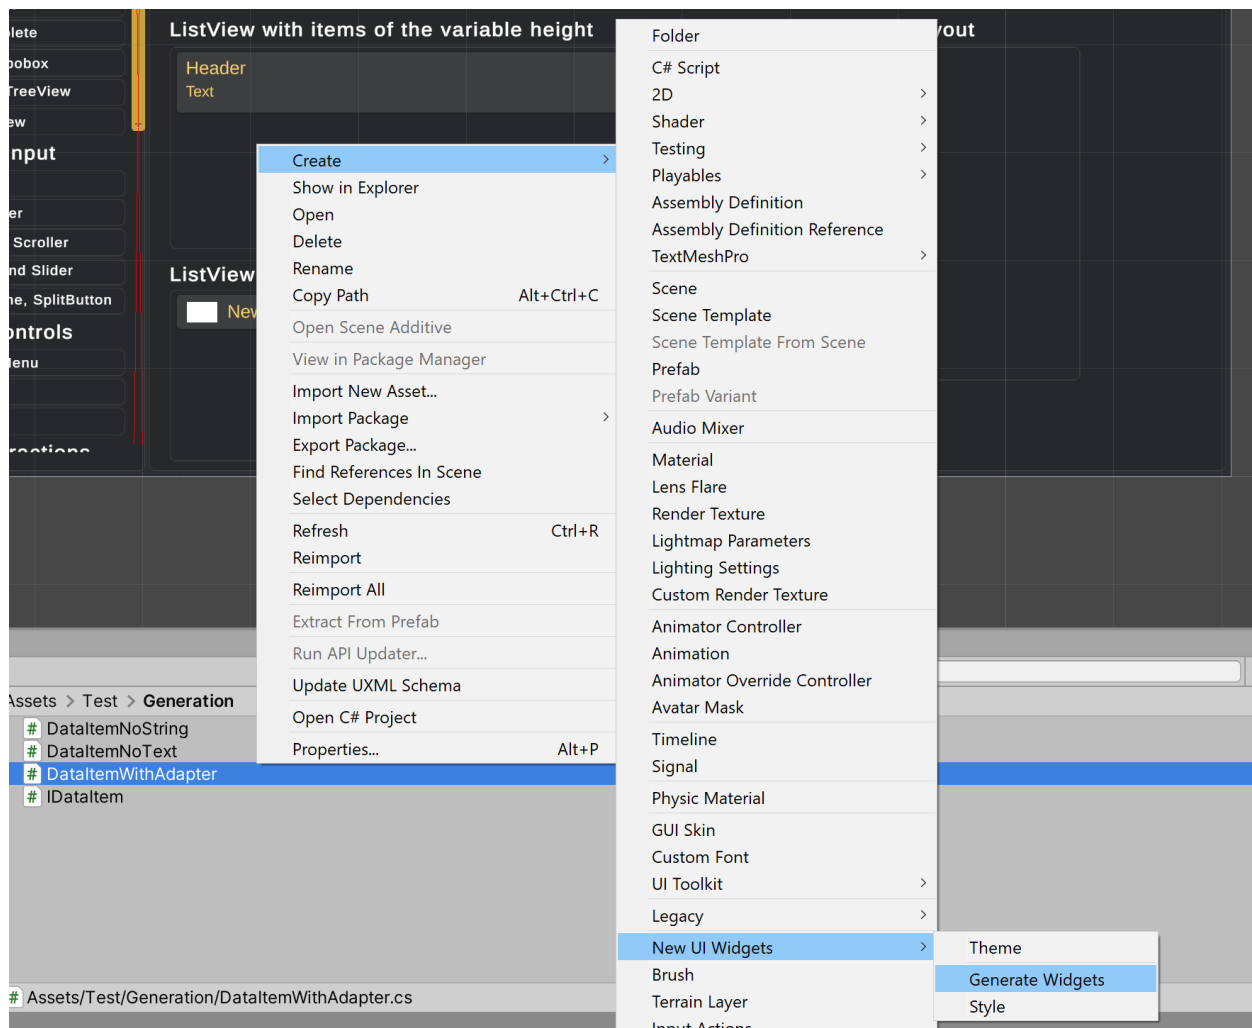 ListView with items of the variable height
Header
Text
TreeView
Scroller
SplitButton
ListView
Create
Show in Explorer
Open
Delete
Rename
Copy Path Alt+Ctrl+C
Open Scene Additive
View in Package Manager
Import New Asset...
Import Package
Export Package...
Find References In Scene
Select Dependencies
Refresh Ctrl+R
Reimport
Reimport All
Extract From Prefab
Run API Updater...
Update UXML Schema
Open C# Project
Properties... Alt+P
Folder
C# Script
2D
Shader
Testing
Playables
Assembly Definition
Assembly Definition Reference
TextMeshPro
Scene
Scene Template
Scene Template From Scene
Prefab
Prefab Variant
Audio Mixer
Material
Lens Flare
Render Texture
Lightmap Parameters
Lighting Settings
Custom Render Texture
Animator Controller
Animation
Animator Override Controller
Avatar Mask
Timeline
Signal
Physic Material
GUI Skin
Custom Font
UI Toolkit
Legacy
New UI Widgets
Brush
Terrain Layer
Input Actions
Theme
Generate Widgets
Style
Assets > Test > Generation
# DataItemNoString
# DataItemNoText
# DataItemWithAdapter
# IDataItem
# Assets/Test/Generation/DataItemWithAdapter.cs